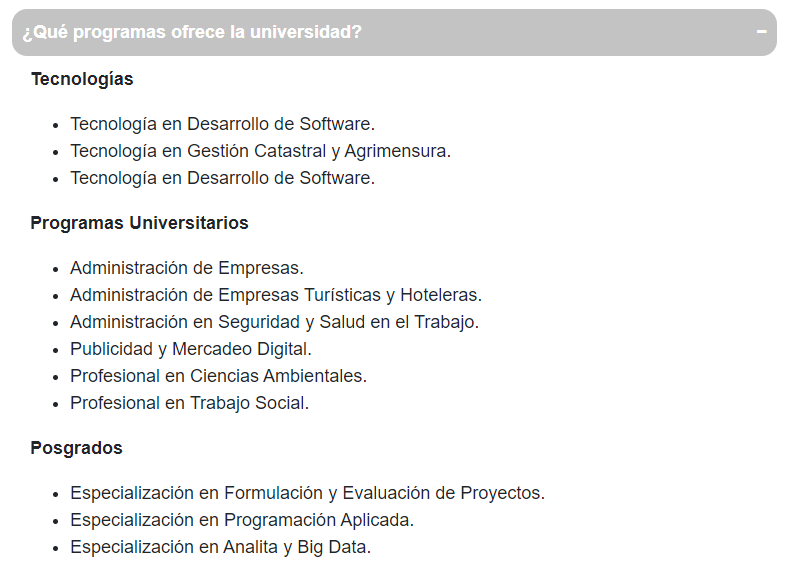 ¿Qué programas ofrece la universidad?
Tecnologías
Tecnología en Desarrollo de Software.
Tecnología en Gestión Catastral y Agrimensura.
Tecnología en Desarrollo de Software.
Programas Universitarios
Administración de Empresas.
Administración de Empresas Turísticas y Hoteleras.
Administración en Seguridad y Salud en el Trabajo.
Publicidad y Mercadeo Digital.
Profesional en Ciencias Ambientales.
Profesional en Trabajo Social.
Posgrados
Especialización en Formulación y Evaluación de Proyectos.
Especialización en Programación Aplicada.
Especialización en Analita y Big Data.